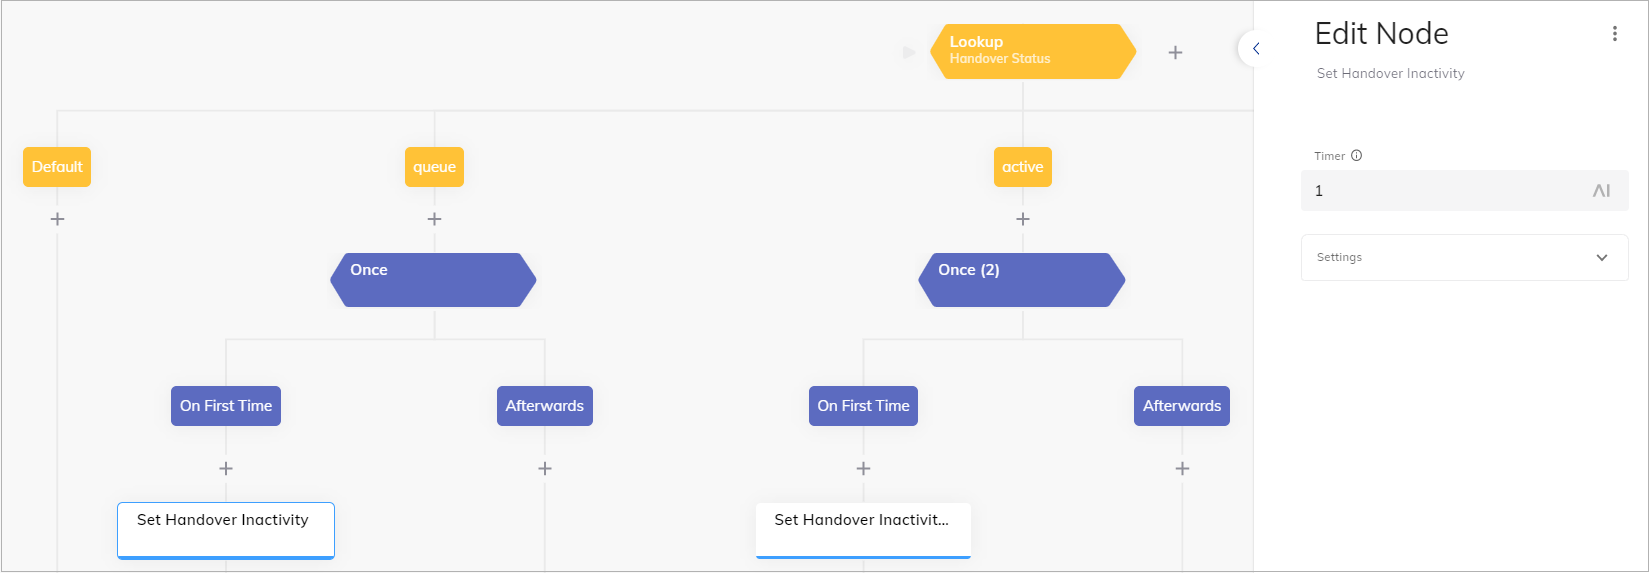 Lookup
Handover Status
Default
queue
active
Once
Once (2)
On First Time
Afterwards
On First Time
Afterwards
Set Handover Inactivity
Set Handover Inactivit...
Edit Node
Set Handover Inactivity
Timer
1
AI
Settings